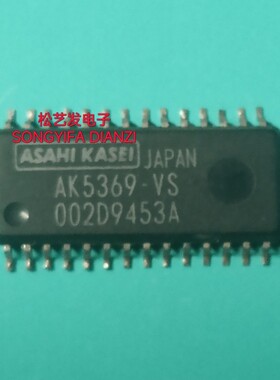 松艺发电子
SONGYIFA DIANZI
ASAHI KASEI JAPAN
AK5369-VS
002D9453A